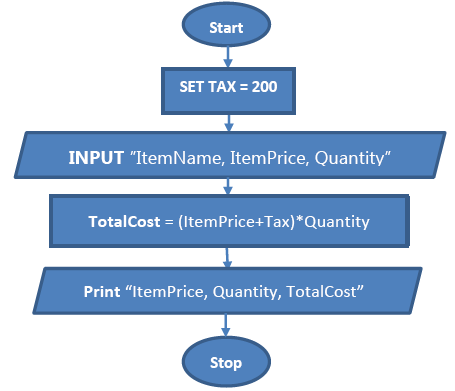 Start
SET TAX = 200
INPUT “ItemName, ItemPrice, Quantity”
TotalCost = (ItemPrice+Tax)*Quantity
Print “ItemPrice, Quantity, TotalCost”
Stop